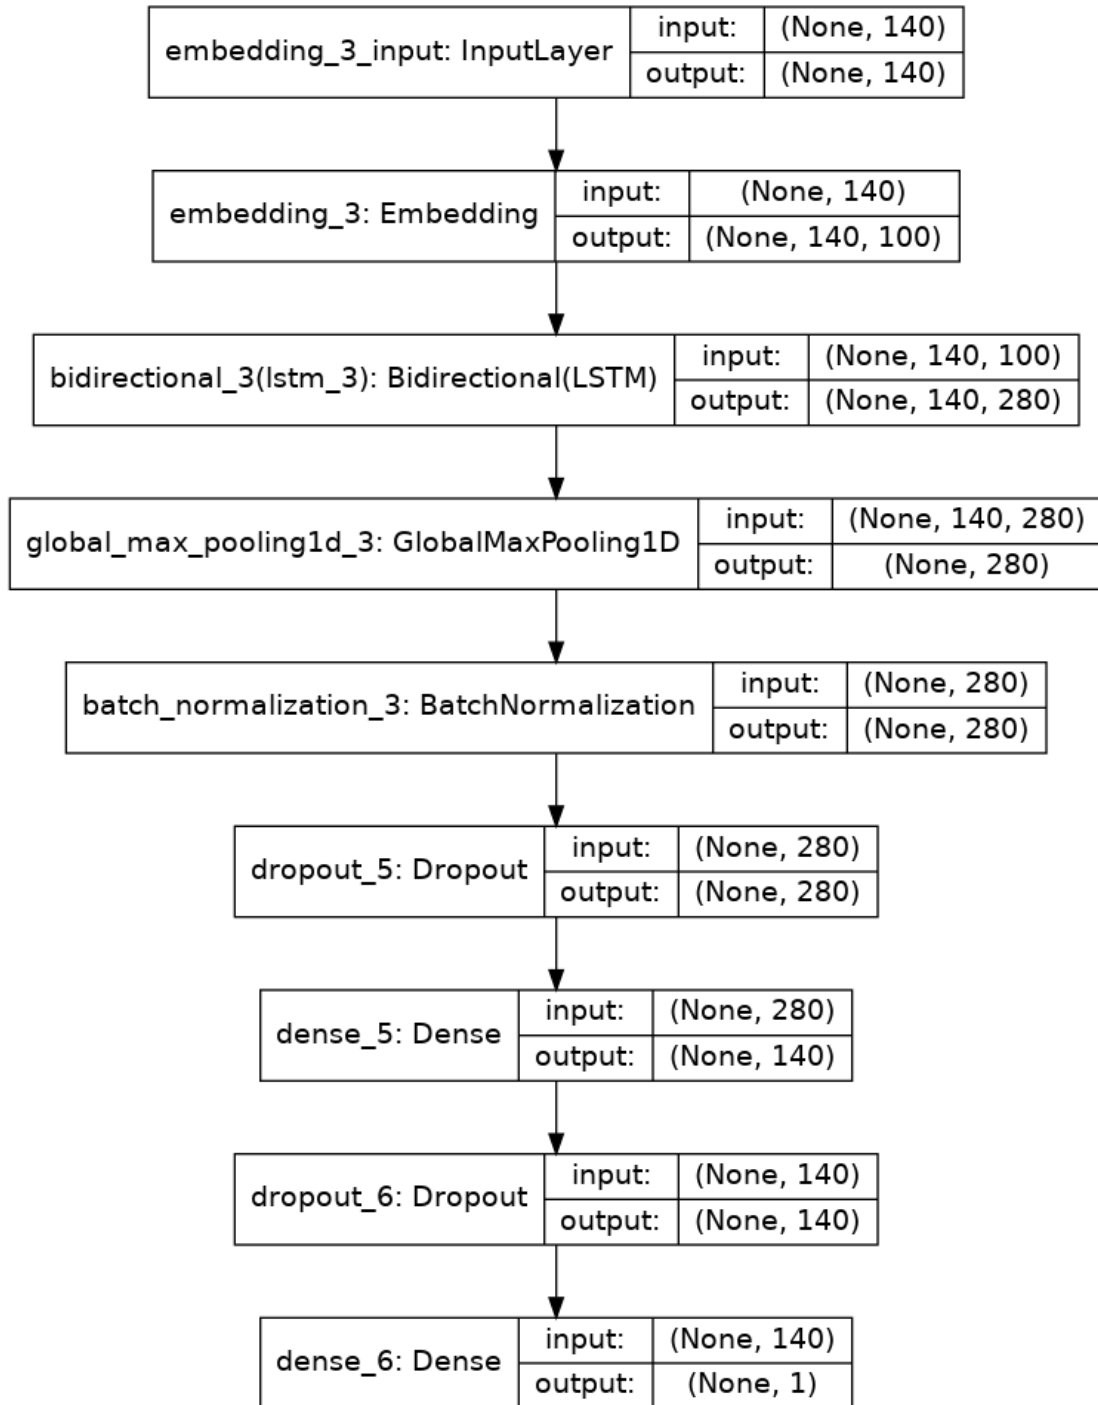 embedding_3_input: InputLayer
input: (None, 140)
output: (None, 140)
embedding_3: Embedding
input: (None, 140)
output: (None, 140, 100)
bidirectional_3(lstm_3): Bidirectional(LSTM)
input: (None, 140, 100)
output: (None, 140, 280)
global_max_pooling1d_3: GlobalMaxPooling1D
input: (None, 140, 280)
output: (None, 280)
batch_normalization_3: BatchNormalization
input: (None, 280)
output: (None, 280)
dropout_5: Dropout
input: (None, 280)
output: (None, 280)
dense_5: Dense
input: (None, 280)
output: (None, 140)
dropout_6: Dropout
input: (None, 140)
output: (None, 140)
dense_6: Dense
input: (None, 140)
output: (None, 1)